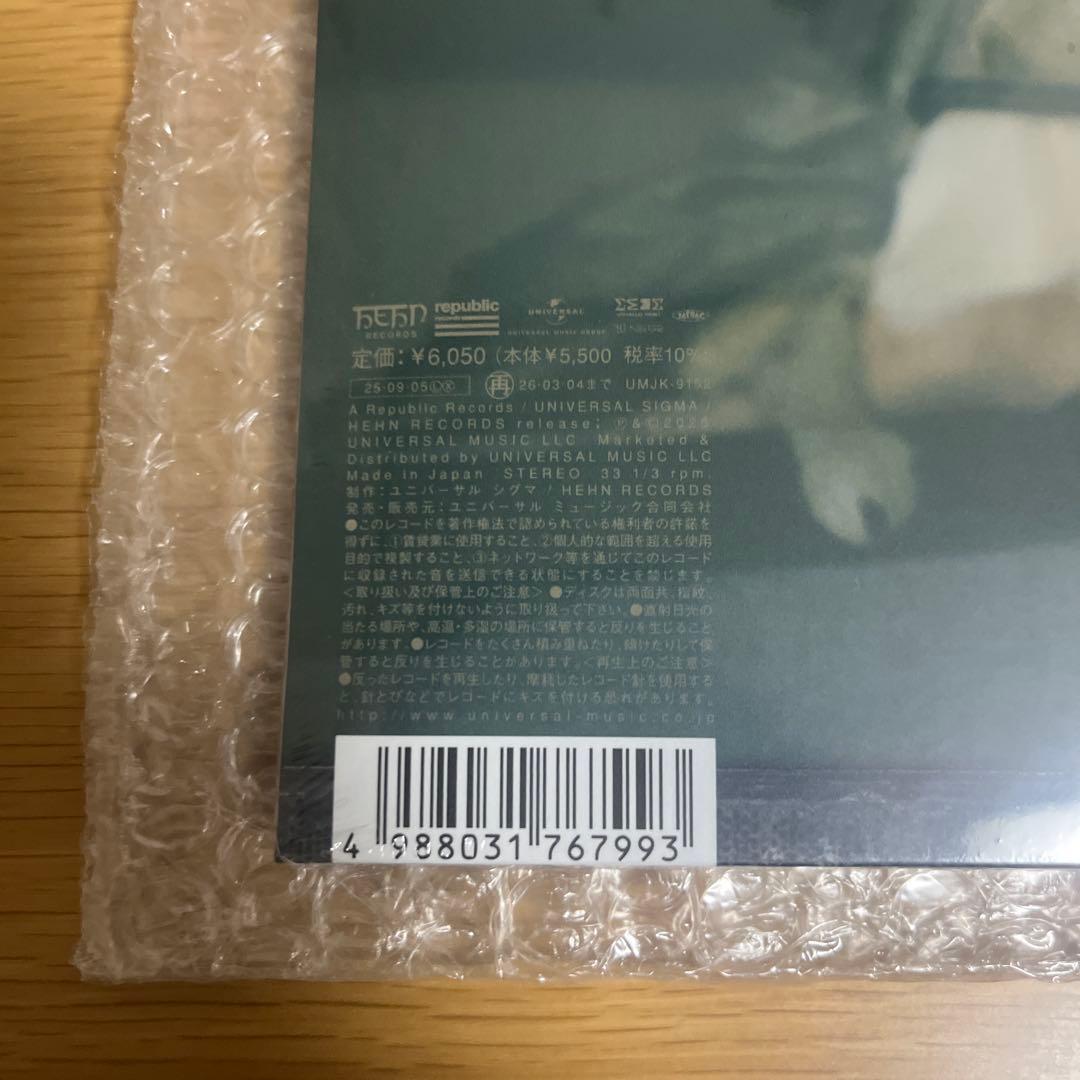 HEHN RECORDS
republic records
UNIVERSAL
UNIVERSAL MUSIC GROUP
定価：¥6,050（本体¥5,500 税率10%）
25・09・05ⓁⓍ 再 26・03・04まで UMJK-9152
A Republic Records / UNIVERSAL SIGMA /
HEHN RECORDS release; ℗&©2025
UNIVERSAL MUSIC LLC Marketed &
Distributed by UNIVERSAL MUSIC LLC
Made in Japan STEREO 33 1/3 rpm.
制作：ユニバーサル シグマ / HEHN RECORDS
発売・販売元：ユニバーサル ミュージック合同会社
●このレコードを著作権法で認められている権利者の許諾を
得ずに、①賃貸業に使用すること、②個人的な範囲を超える使用
目的で複製すること、③ネットワーク等を通じてこのレコード
に収録された音を送信できる状態にすることを禁じます。
＜取り扱い及び保管上のご注意＞●ディスクは両面共、指紋、
汚れ、キズ等を付けないように取り扱って下さい。●直射日光の
当たる場所や、高温・多湿の場所に保管すると反りを生じること
があります。●レコードをたくさん積み重ねたり、傾けたりして保
管すると反りを生じることがあります。＜再生上のご注意＞
●反ったレコードを再生したり、摩耗したレコード針を使用する
と、針とびなどでレコードにキズを付ける恐れがあります。
http://www.universal-music.co.jp
4 988031 767993